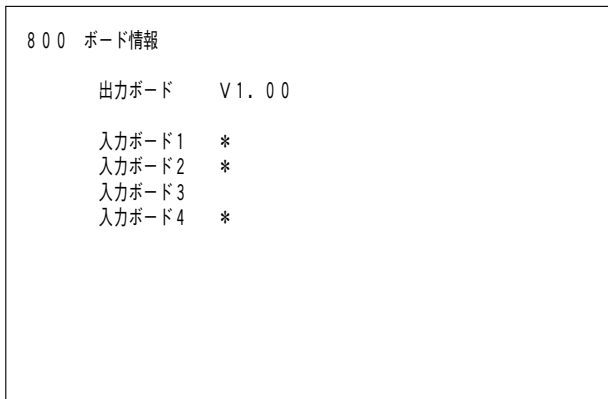 ８００ ボード情報
出力ボード Ｖ１．００
入力ボード１ ＊
入力ボード２ ＊
入力ボード３
入力ボード４ ＊